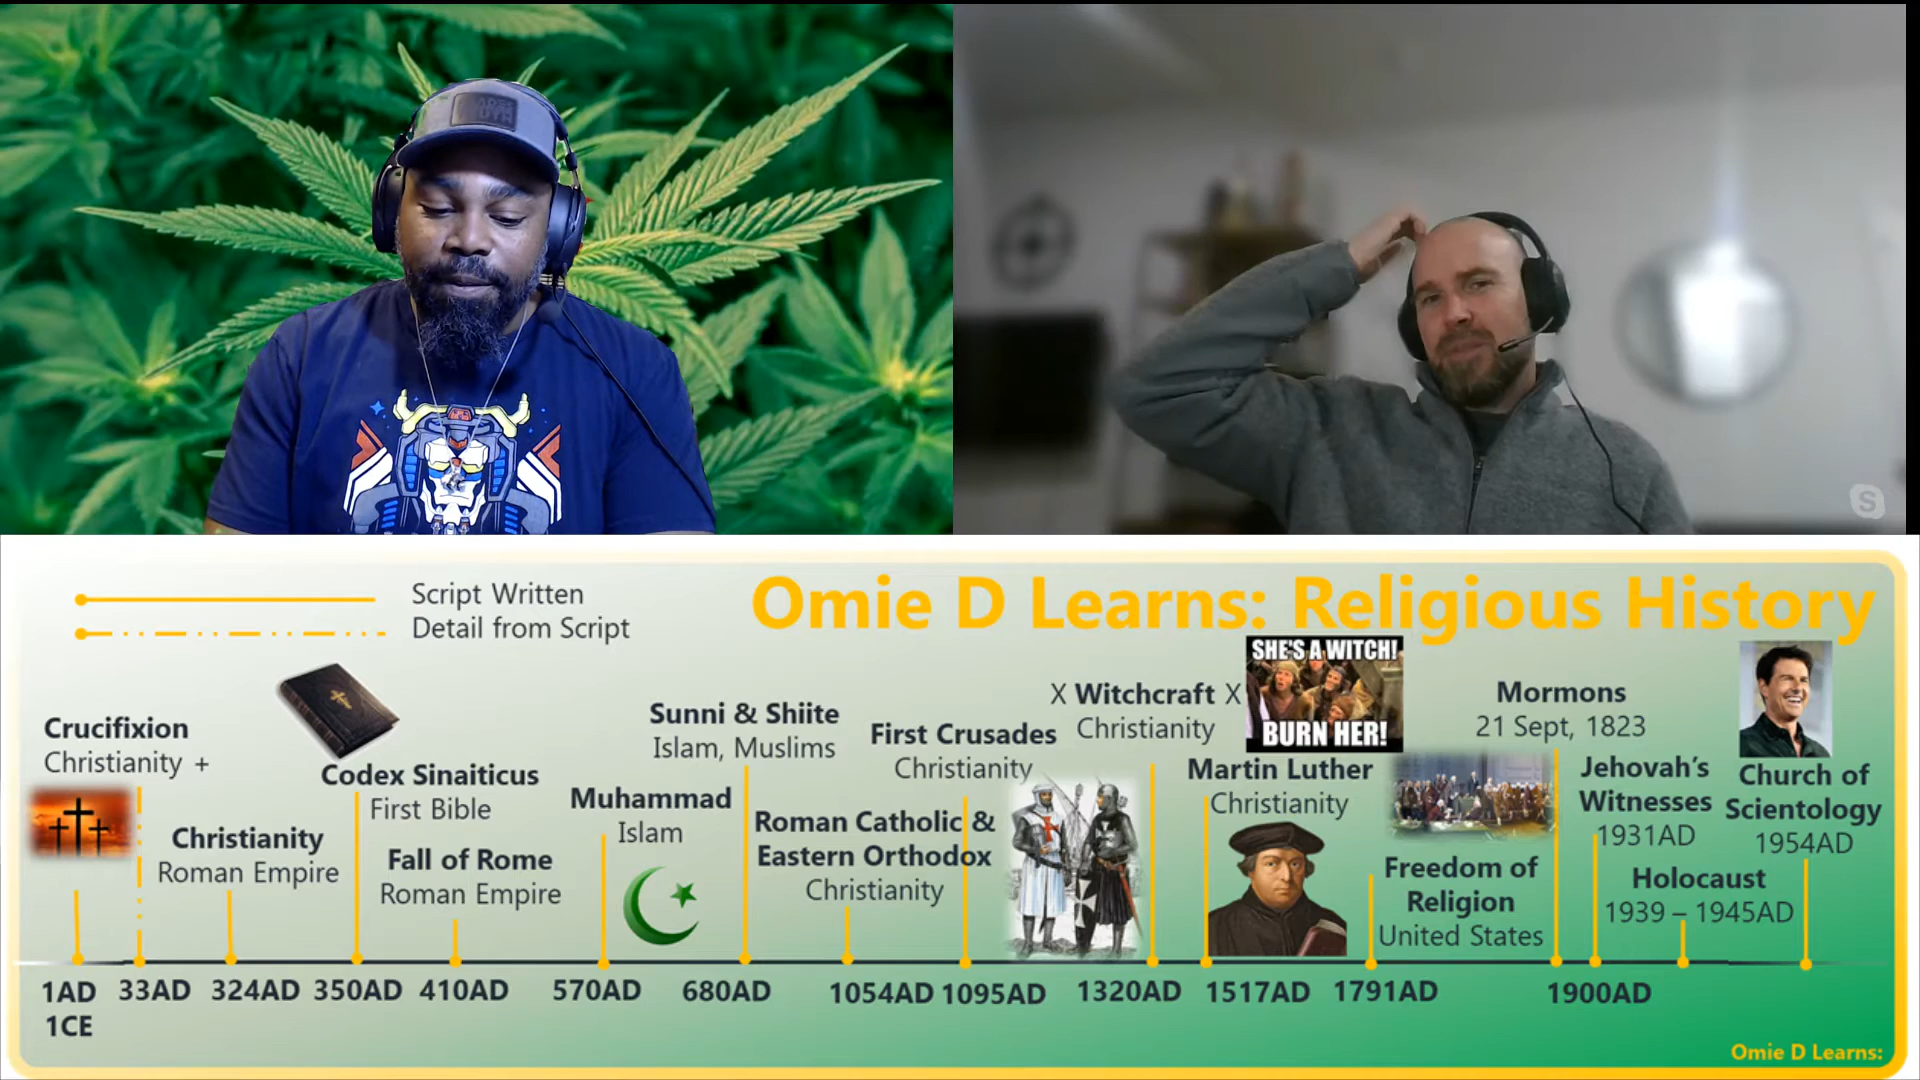 Script Written
Detail from Script
Omie D Learns: Religious History
SHE'S A WITCH!
BURN HER!
Crucifixion
Christianity +
Christianity
Roman Empire
Codex Sinaiticus
First Bible
Fall of Rome
Roman Empire
Muhammad
Islam
Sunni & Shiite
Islam, Muslims
Roman Catholic &
Eastern Orthodox
Christianity
First Crusades
Christianity
X Witchcraft X
Christianity
Martin Luther
Christianity
Freedom of
Religion
United States
Mormons
21 Sept, 1823
Jehovah's
Witnesses
1931AD
Holocaust
1939 – 1945AD
Church of
Scientology
1954AD
1AD 33AD 324AD 350AD 410AD 570AD 680AD 1054AD 1095AD 1320AD 1517AD 1791AD 1900AD
1CE
Omie D Learns:
S